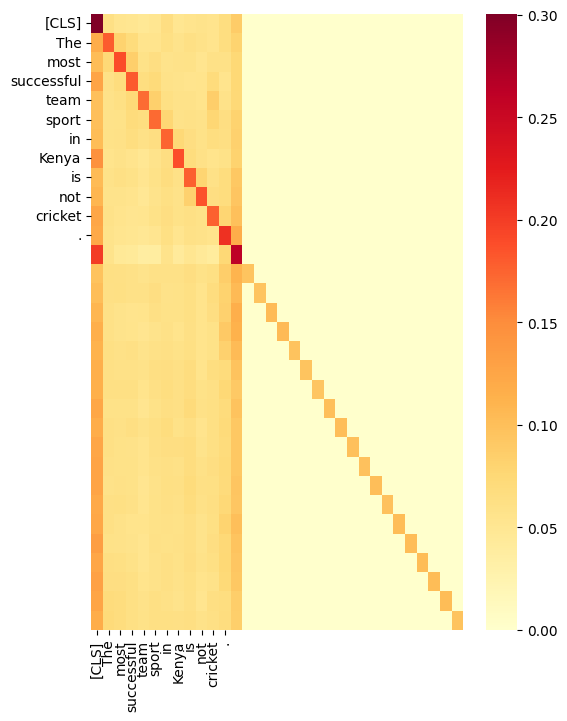 [CLS]
The
most
successful
team
sport
in
Kenya
is
not
cricket
.
0.30
0.25
0.20
0.15
0.10
0.05
0.00
[CLS]
The
most
successful
team
sport
in
Kenya
is
not
cricket
.